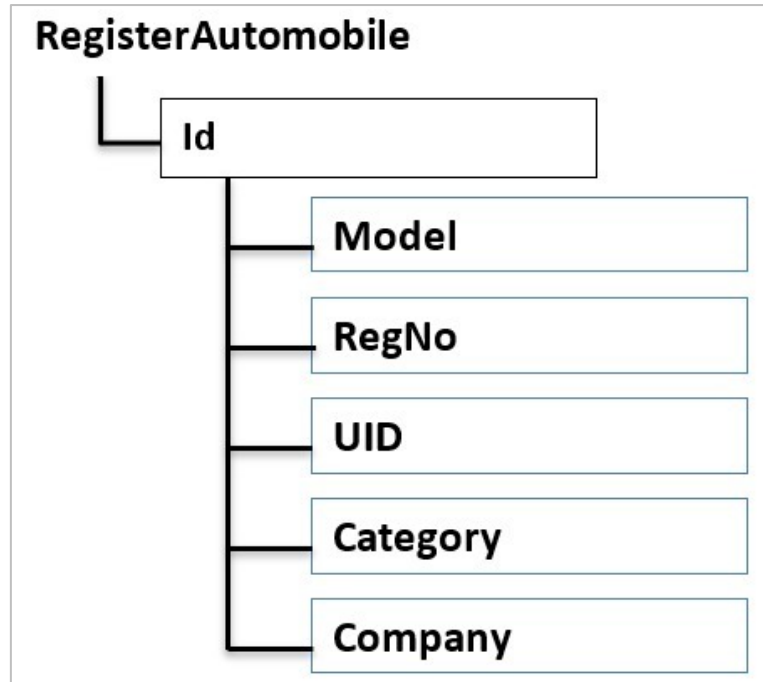 RegisterAutomobile
Id
Model
RegNo
UID
Category
Company